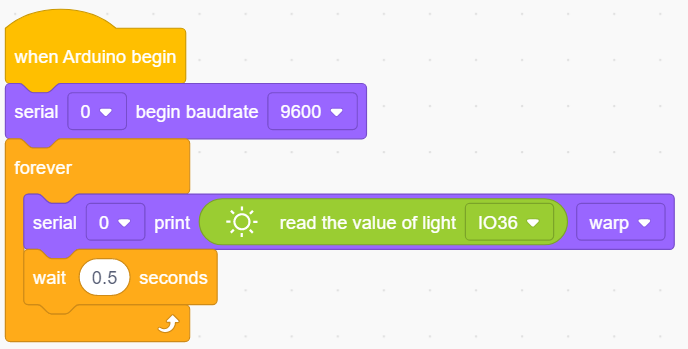 when Arduino begin
serial 0 begin baudrate 9600
forever
serial 0 print read the value of light IO36 warp
wait 0.5 seconds